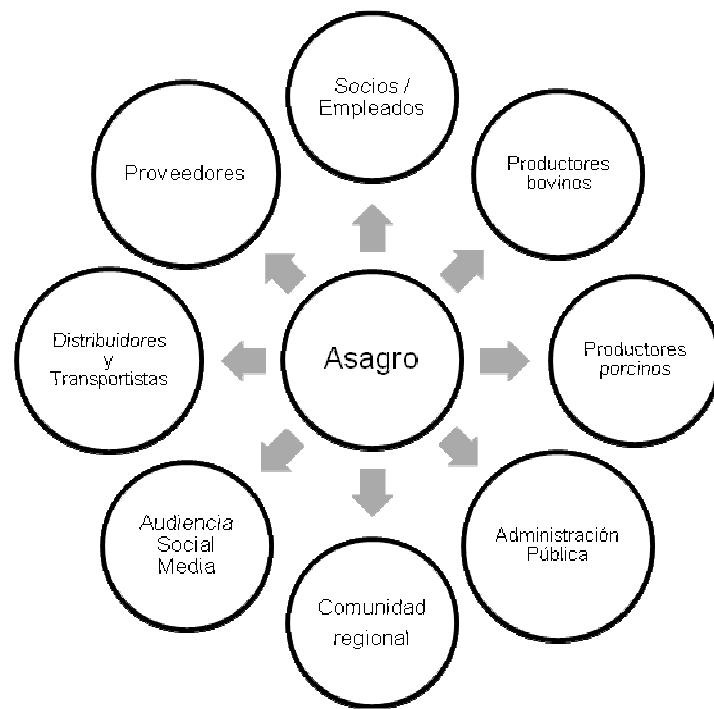 Socios /
Empleados
Proveedores
Productores
bovinos
Distribuidores
y
Transportistas
Asagro
Productores
porcinos
Audiencia
Social
Media
Administración
Pública
Comunidad
regional